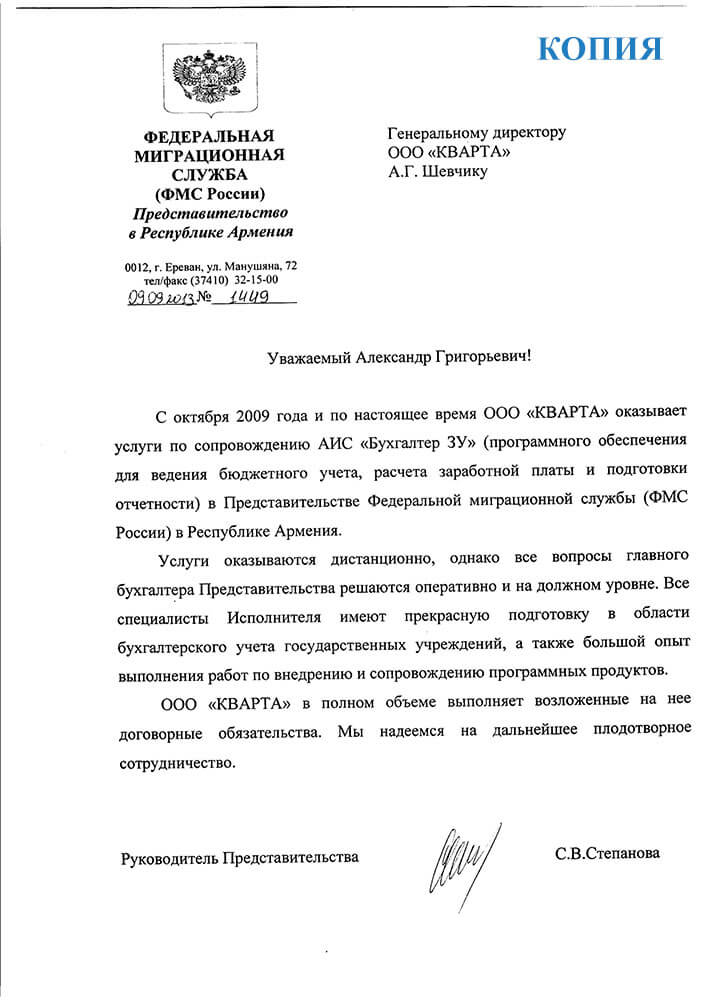 КОПИЯ
ФЕДЕРАЛЬНАЯ
МИГРАЦИОННАЯ
СЛУЖБА
(ФМС России)
Представительство
в Республике Армения
0012, г. Ереван, ул. Манушяна, 72
тел/факс (37410) 32-15-00
09.09.2013 № 1449
Генеральному директору
ООО «КВАРТА»
А.Г. Шевчику
Уважаемый Александр Григорьевич!
С октября 2009 года и по настоящее время ООО «КВАРТА» оказывает
услуги по сопровождению АИС «Бухгалтер ЗУ» (программного обеспечения
для ведения бюджетного учета, расчета заработной платы и подготовки
отчетности) в Представительстве Федеральной миграционной службы (ФМС
России) в Республике Армения.
Услуги оказываются дистанционно, однако все вопросы главного
бухгалтера Представительства решаются оперативно и на должном уровне. Все
специалисты Исполнителя имеют прекрасную подготовку в области
бухгалтерского учета государственных учреждений, а также большой опыт
выполнения работ по внедрению и сопровождению программных продуктов.
ООО «КВАРТА» в полном объеме выполняет возложенные на нее
договорные обязательства. Мы надеемся на дальнейшее плодотворное
сотрудничество.
Руководитель Представительства
С.В.Степанова